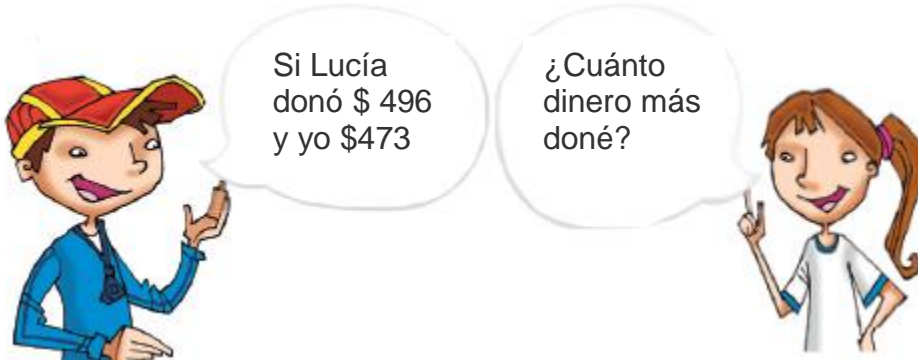 Si Lucía
donó $ 496
y yo $473
¿Cuánto
dinero más
doné?